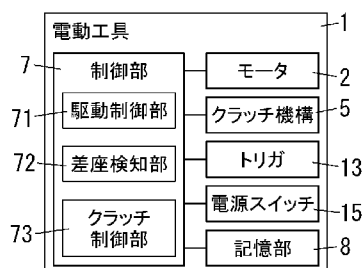 電動工具
1
7
制御部
モータ
2
71
駆動制御部
クラッチ機構
5
72
差座検知部
トリガ
13
73
クラッチ
制御部
電源スイッチ
15
記憶部
8